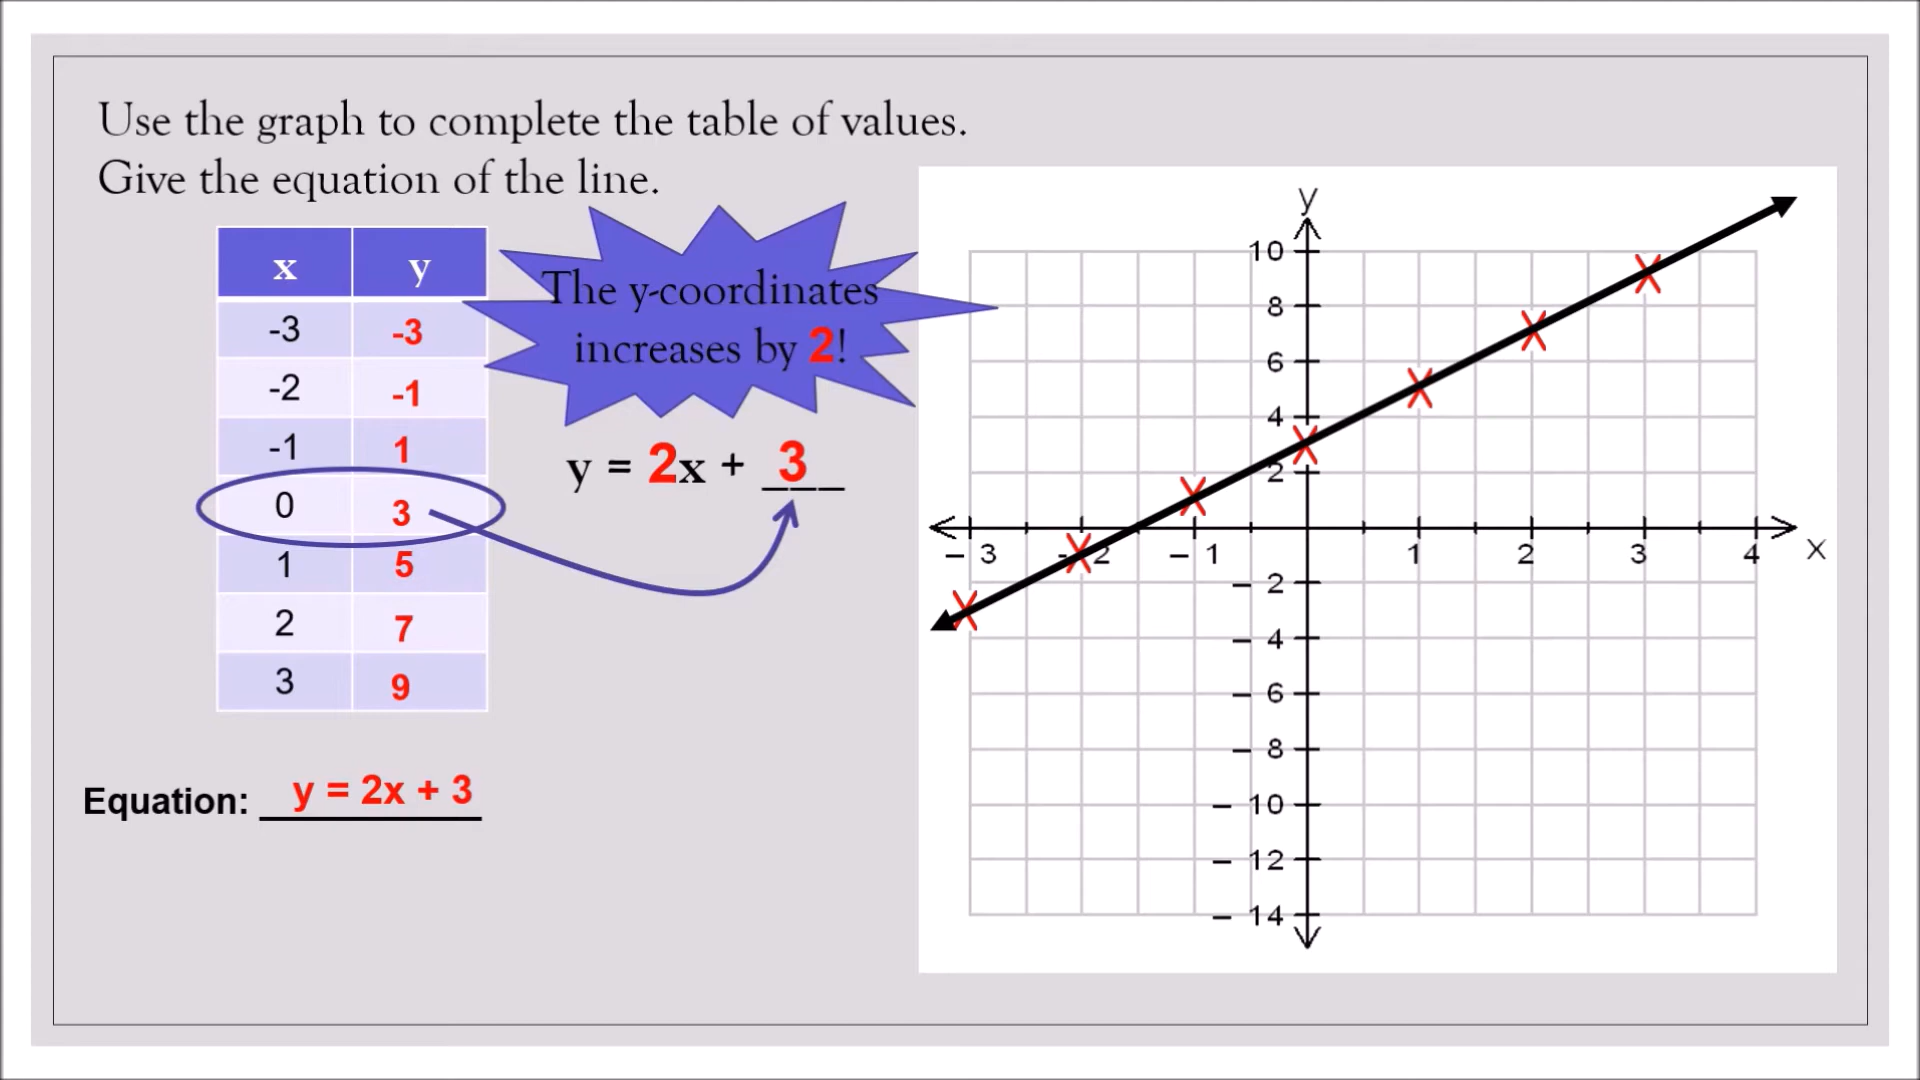 Use the graph to complete the table of values.
Give the equation of the line.
x y
-3 -3
-2 -1
-1 1
0 3
1 5
2 7
3 9
The y-coordinates
increases by 2!
y = 2x + 3
Equation: y = 2x + 3
y
10
8
6
4
2
– 3 - 2 – 1 1 2 3 4 x
– 2
– 4
– 6
– 8
– 10
– 12
– 14